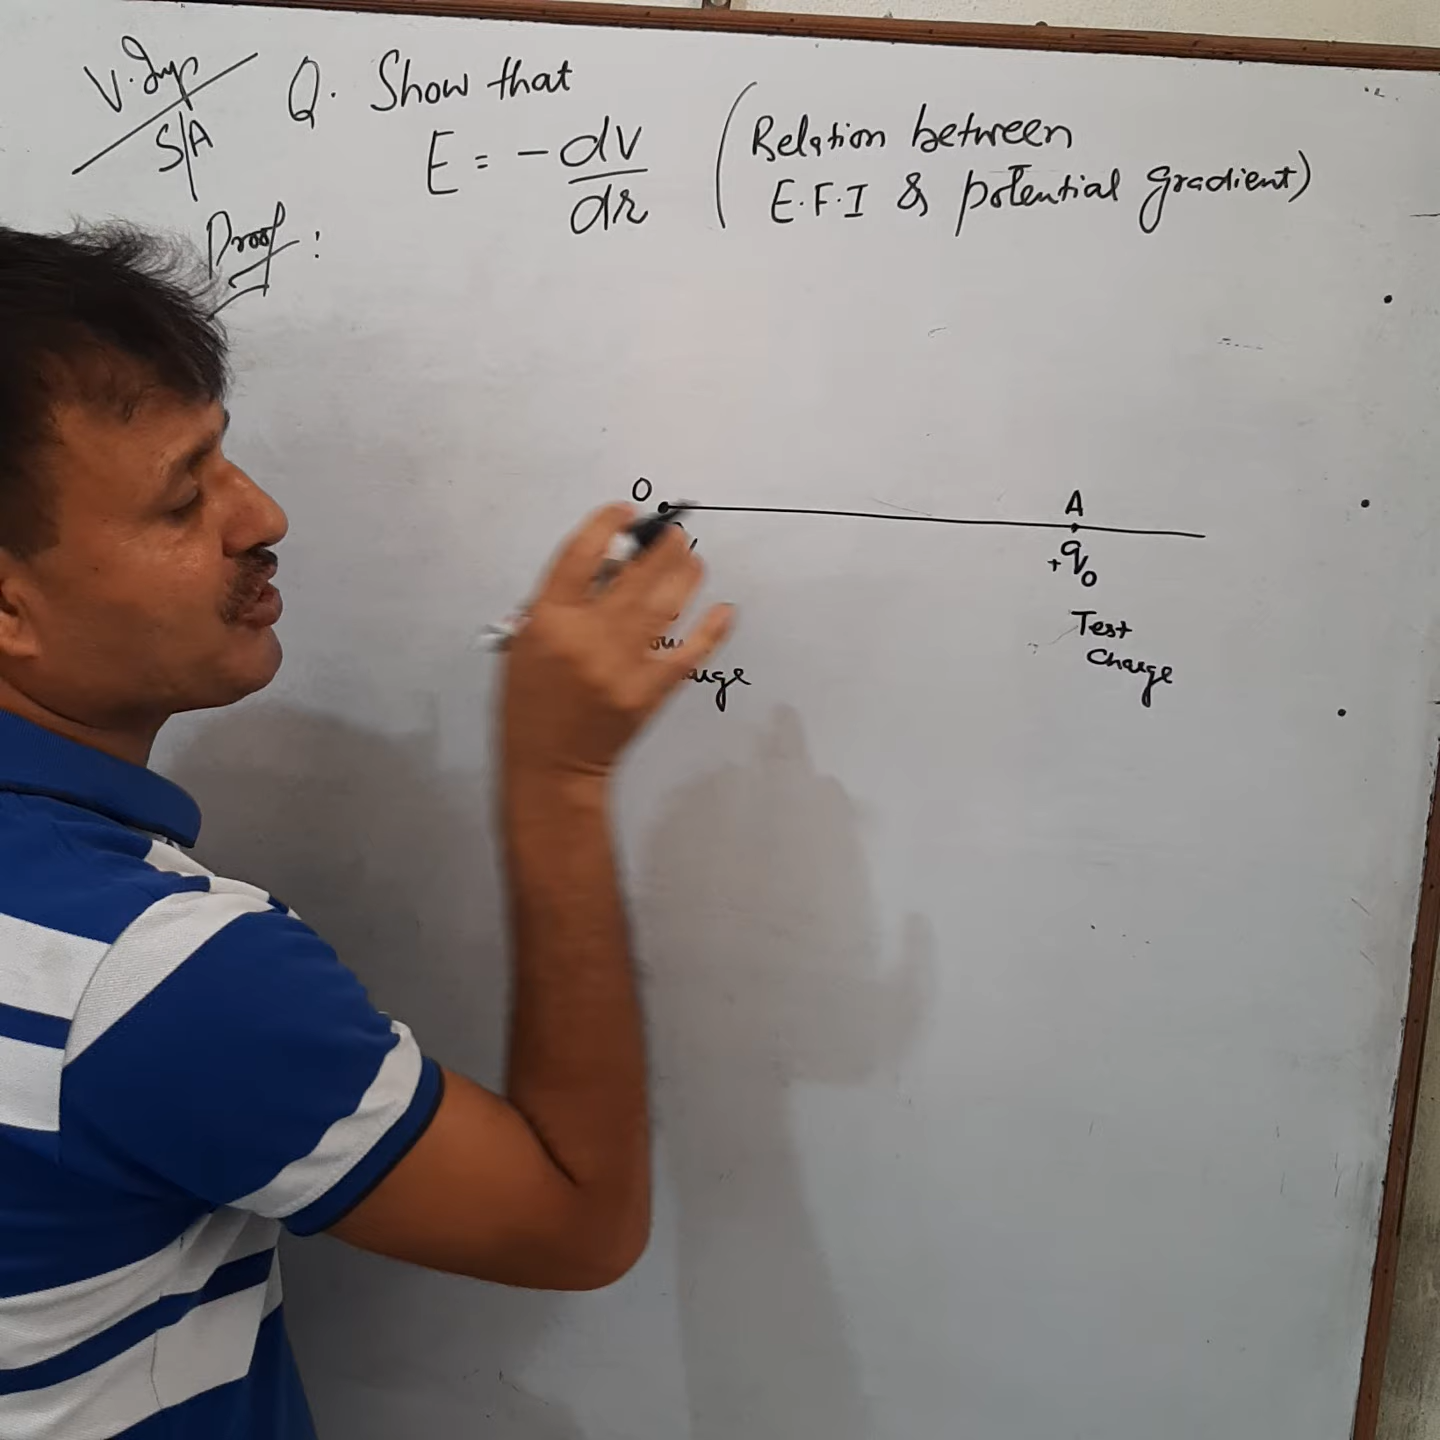 V. Imp
S/A
Q. Show that
E = -dV/dr
(Relation between
E.F.I & potential gradient)
Proof:
O
A
+q₀
Test
Charge